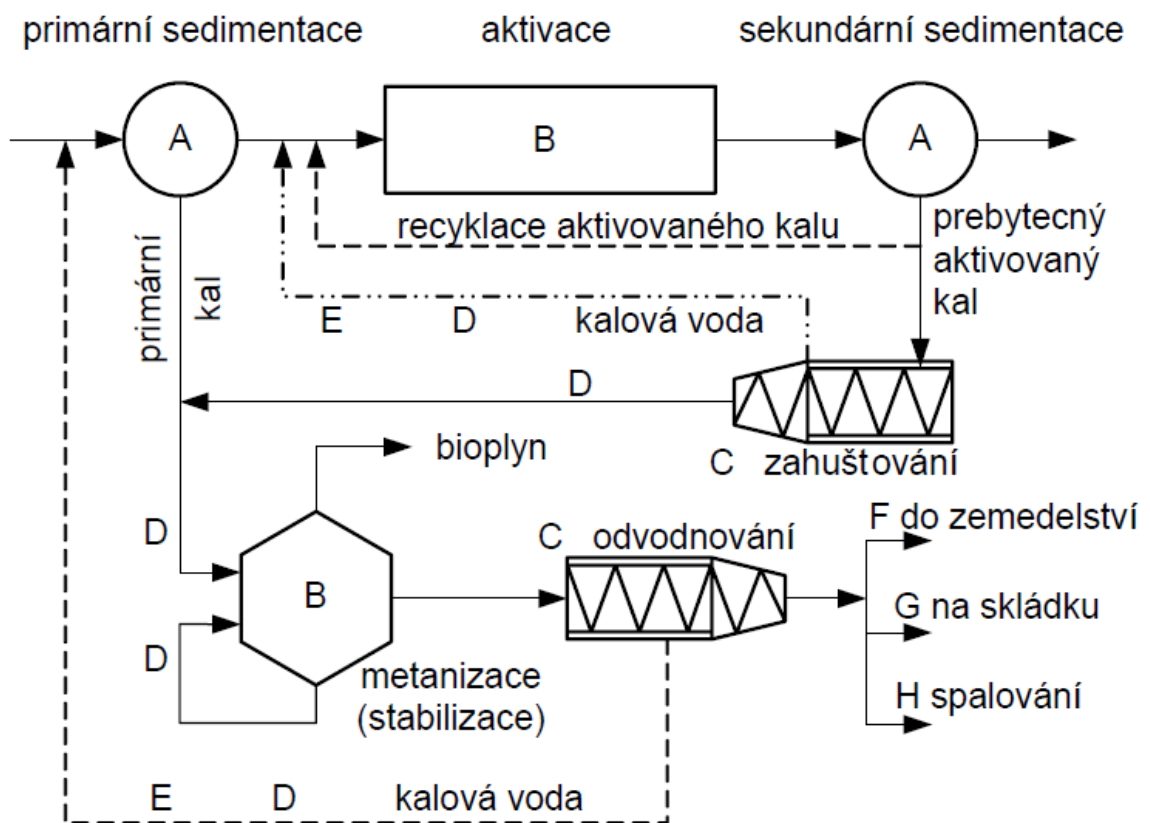 primární sedimentace
aktivace
sekundární sedimentace
A
B
A
primární
kal
recyklace aktivovaného kalu
prebytecný
aktivovaný
kal
E D kalová voda
D
C zahuštování
bioplyn
D
B
D
metanizace
(stabilizace)
C odvodnování
F do zemedelství
G na skládku
H spalování
E D kalová voda